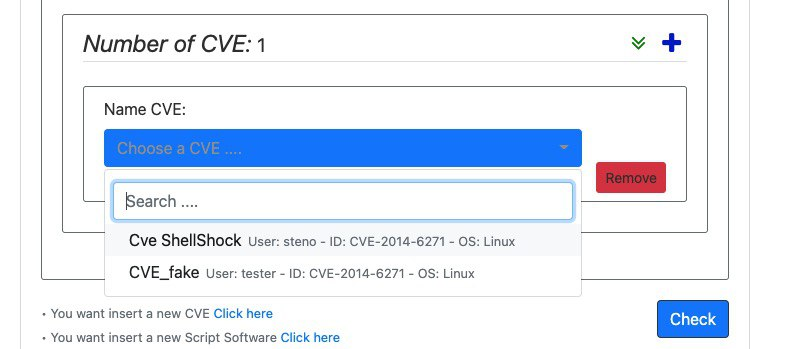 Number of CVE: 1
Name CVE:
Choose a CVE ....
Remove
Search ....
Cve ShellShock User: steno - ID: CVE-2014-6271 - OS: Linux
CVE_fake User: tester - ID: CVE-2014-6271 - OS: Linux
• You want insert a new CVE Click here
Check
• You want insert a new Script Software Click here